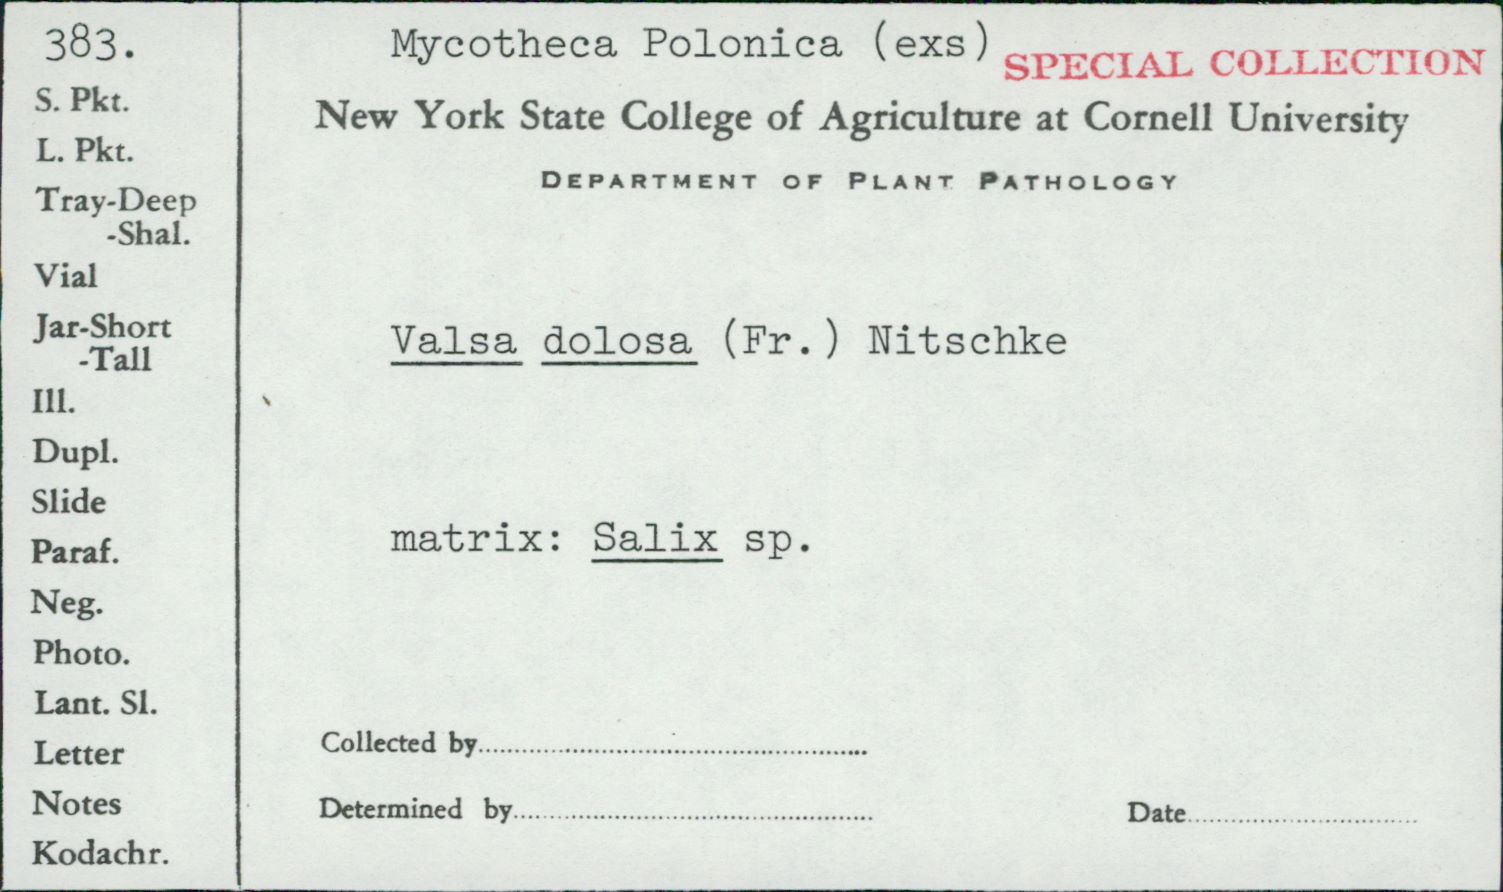 383.
S. Pkt.
L. Pkt.
Tray-Deep
-Shal.
Vial
Jar-Short
-Tall
Ill.
Dupl.
Slide
Paraf.
Neg.
Photo.
Lant. Sl.
Letter
Notes
Kodachr.
Mycotheca Polonica (exs)
SPECIAL COLLECTION
New York State College of Agriculture at Cornell University
DEPARTMENT OF PLANT PATHOLOGY
Valsa dolosa (Fr.) Nitschke
matrix: Salix sp.
Collected by
Determined by
Date